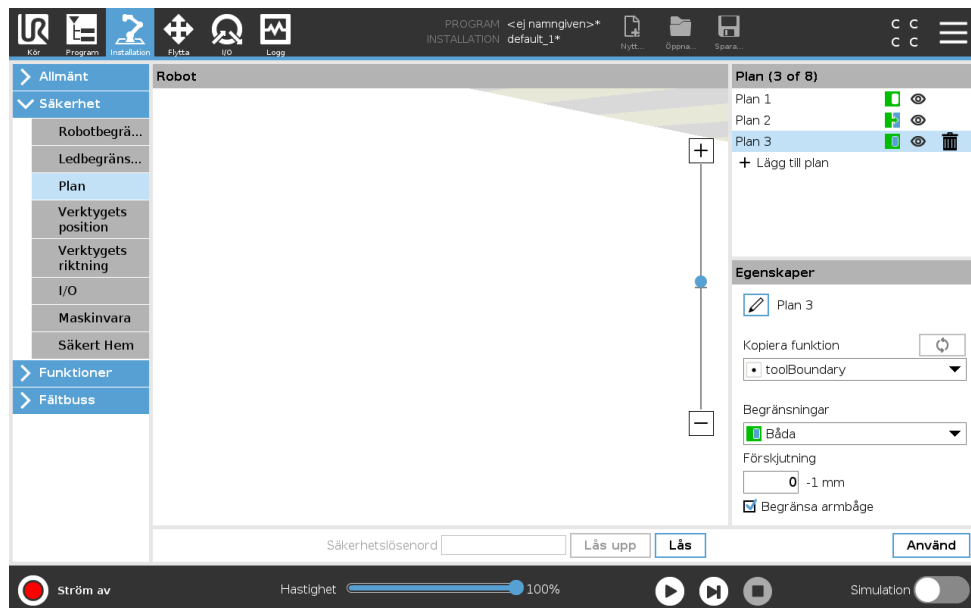 UR
PROGRAM <ej namngiven>*
INSTALLATION default_1*
Kör Program Installation Flytta I/O Logg Nytt... Öppna... Spara...
C C
C C
Allmänt
Säkerhet
Robotbegrä...
Ledbegräns...
Plan
Verktygets
position
Verktygets
riktning
I/O
Maskinvara
Säkert Hem
Funktioner
Fältbuss
Robot
Plan (3 of 8)
Plan 1
Plan 2
Plan 3
Lägg till plan
Egenskaper
Plan 3
Kopiera funktion
toolBoundary
Begränsningar
Båda
Förskjutning
0 -1 mm
Begränsa armbåge
Säkerhetslösenord Lås upp Lås Använd
Ström av Hastighet 100% Simulation